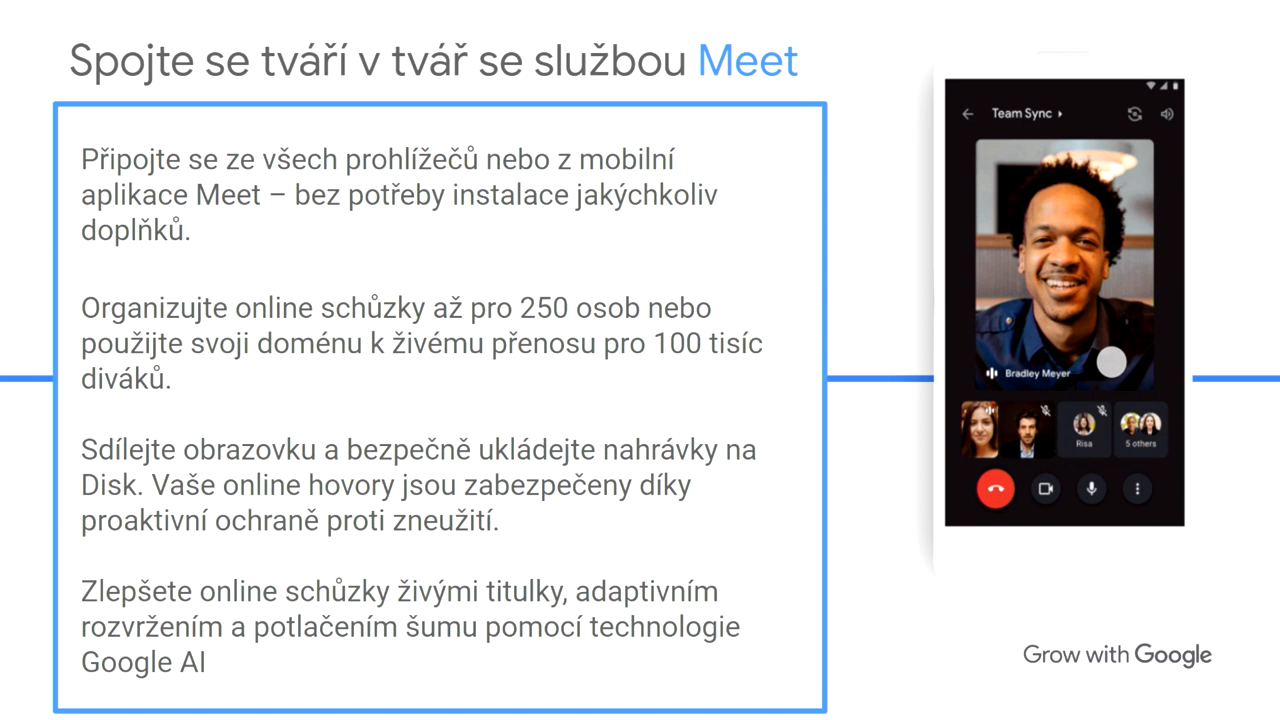 Spojte se tváří v tvář se službou Meet
Připojte se ze všech prohlížečů nebo z mobilní
aplikace Meet – bez potřeby instalace jakýchkoliv
doplňků.
Organizujte online schůzky až pro 250 osob nebo
použijte svoji doménu k živému přenosu pro 100 tisíc
diváků.
Sdílejte obrazovku a bezpečně ukládejte nahrávky na
Disk. Vaše online hovory jsou zabezpečeny díky
proaktivní ochraně proti zneužití.
Zlepšete online schůzky živými titulky, adaptivním
rozvržením a potlačením šumu pomocí technologie
Google AI
Team Sync
Bradley Meyer
Risa
5 others
Grow with Google